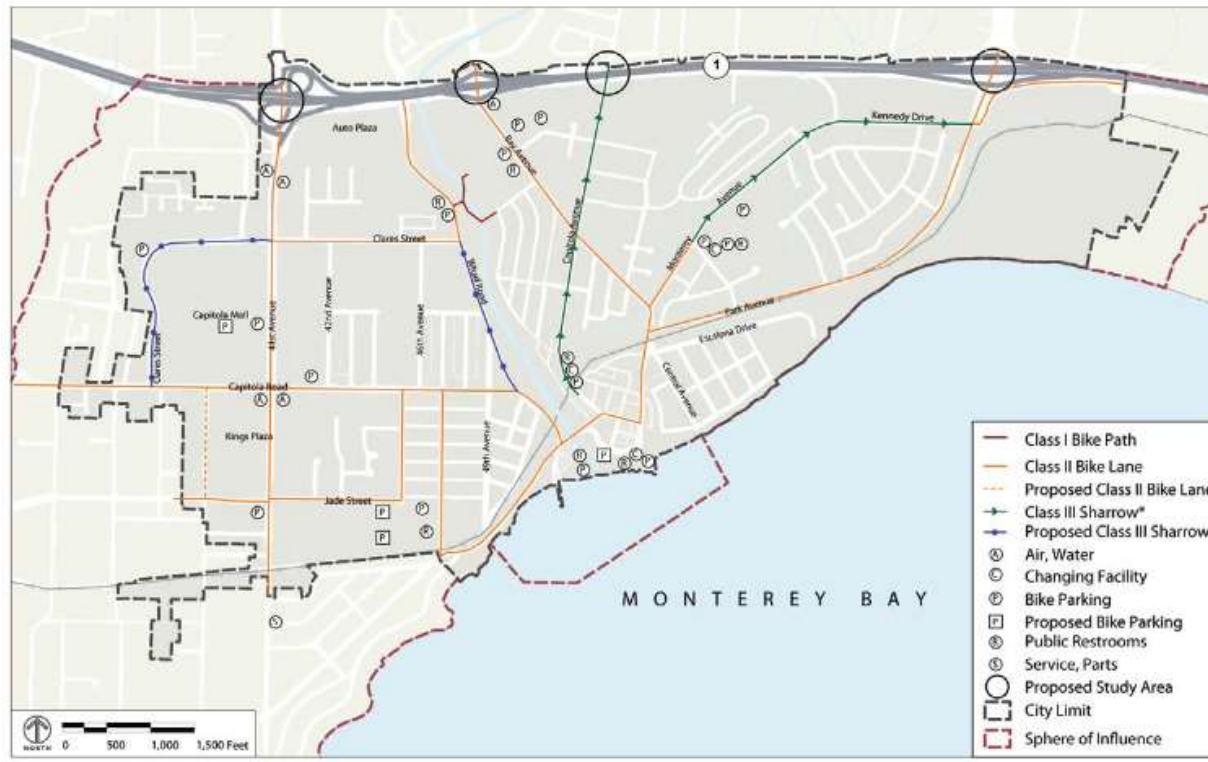 1
Auto Plaza
Bay Avenue
Kennedy Drive
Capitola Avenue
Monterey
Avenue
Clares Street
Wharf Road
Capitola Mall
Clares Street
41st Avenue
42nd Avenue
46th Avenue
Park Avenue
Escalona Drive
Central Avenue
Capitola Road
Kings Plaza
49th Avenue
Jade Street
MONTEREY BAY
Class I Bike Path
Class II Bike Lane
Proposed Class II Bike Lane
Class III Sharrow*
Proposed Class III Sharrow
A Air, Water
C Changing Facility
P Bike Parking
P Proposed Bike Parking
R Public Restrooms
S Service, Parts
Proposed Study Area
City Limit
Sphere of Influence
NORTH
0 500 1,000 1,500 Feet